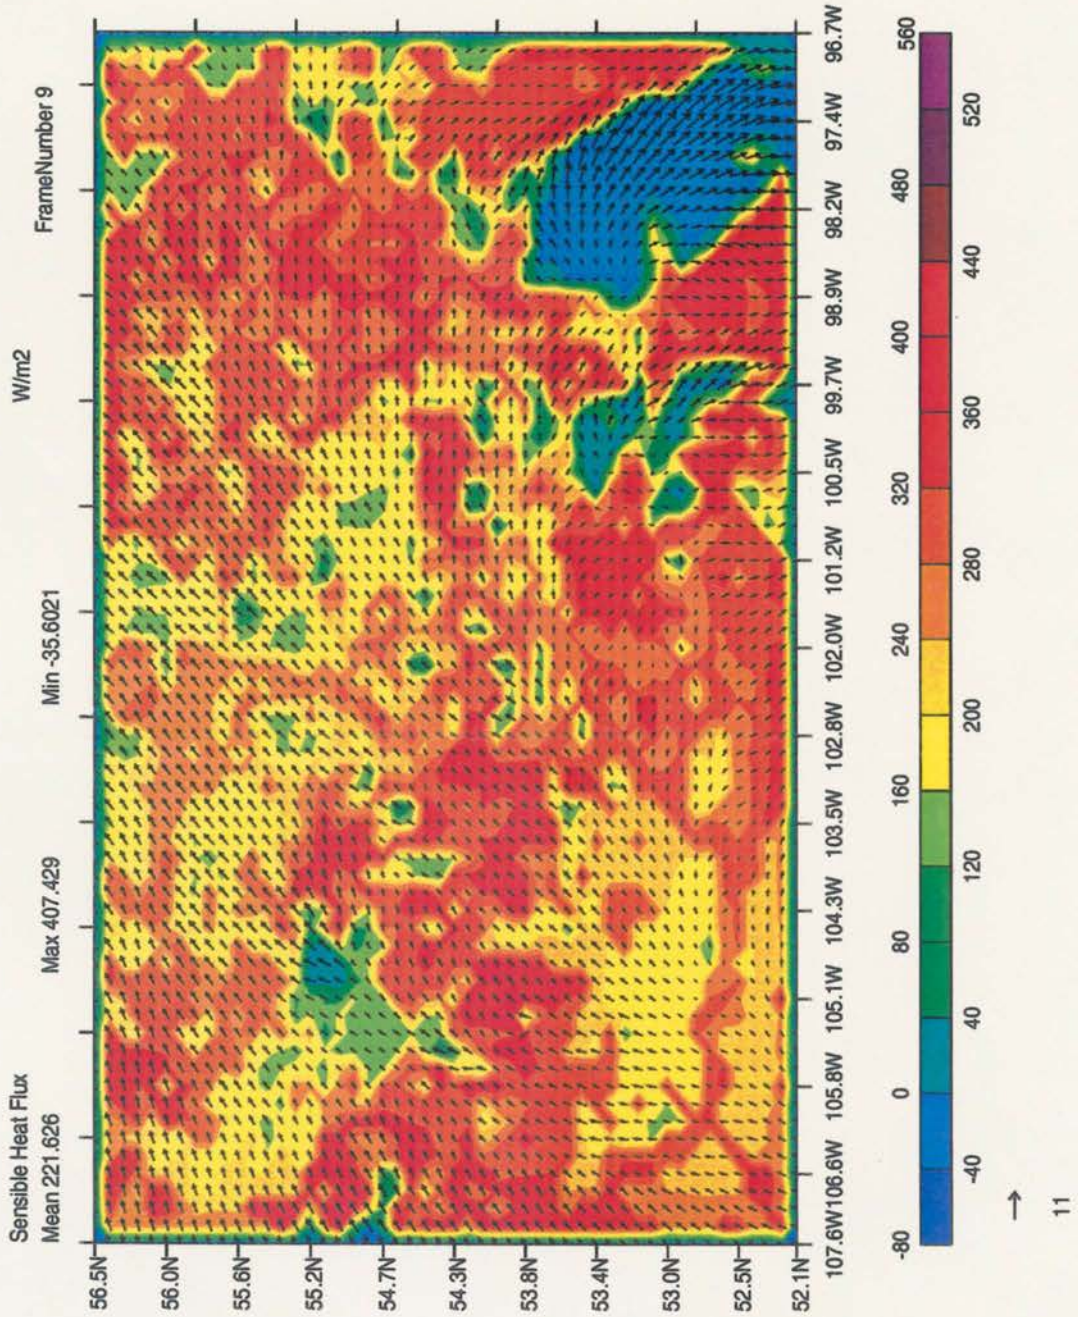 Sensible Heat Flux W/m2 FrameNumber 9
Mean 221.626 Max 407.429 Min -35.6021
56.5N
56.0N
55.6N
55.2N
54.7N
54.3N
53.8N
53.4N
53.0N
52.5N
52.1N
107.6W 106.6W 105.8W 105.1W 104.3W 103.5W 102.8W 102.0W 101.2W 100.5W 99.7W 98.9W 98.2W 97.4W 96.7W
-80 0 80 160 240 320 400 480 560
-40 40 120 200 280 360 440 520
11